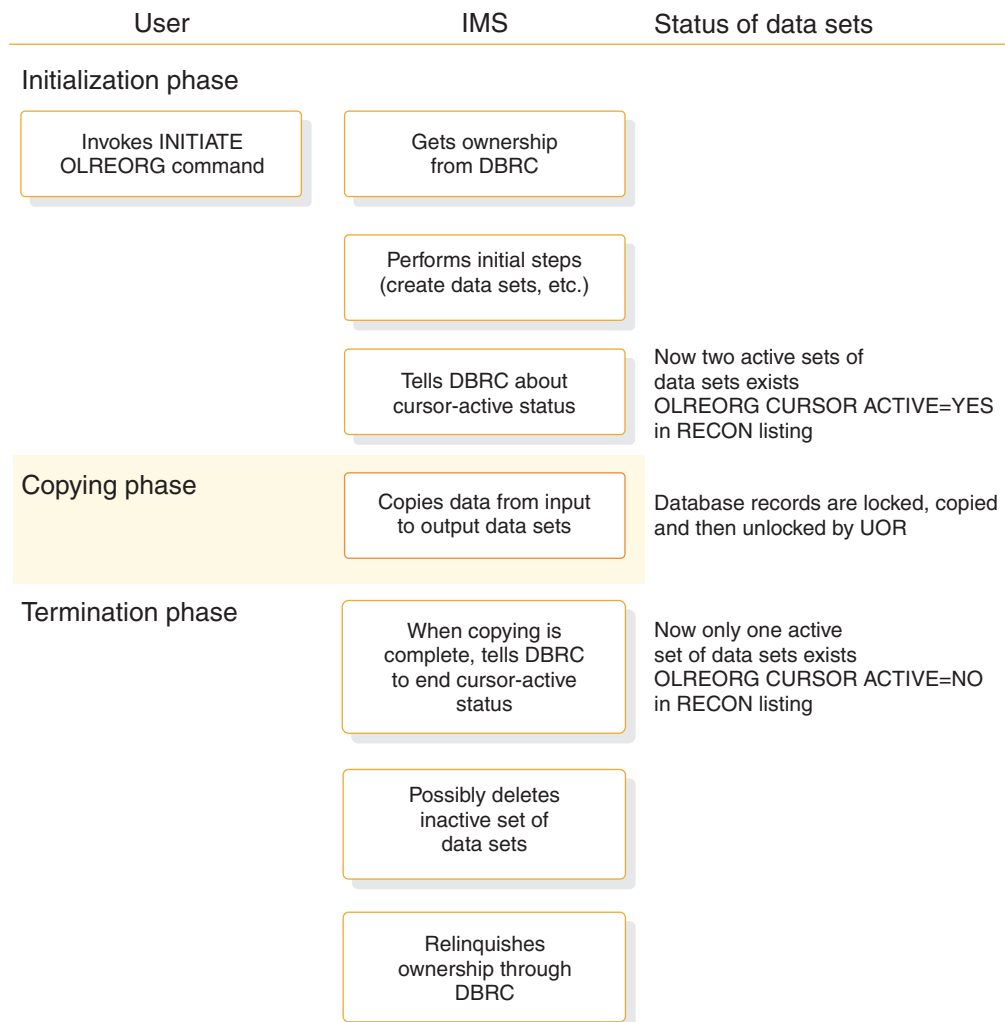 User
IMS
Status of data sets
Initialization phase
Invokes INITIATE
OLREORG command
Gets ownership
from DBRC
Performs initial steps
(create data sets, etc.)
Tells DBRC about
cursor-active status
Now two active sets of
data sets exists
OLREORG CURSOR ACTIVE=YES
in RECON listing
Copying phase
Copies data from input
to output data sets
Database records are locked, copied
and then unlocked by UOR
Termination phase
When copying is
complete, tells DBRC
to end cursor-active
status
Now only one active
set of data sets exists
OLREORG CURSOR ACTIVE=NO
in RECON listing
Possibly deletes
inactive set of
data sets
Relinquishes
ownership through
DBRC